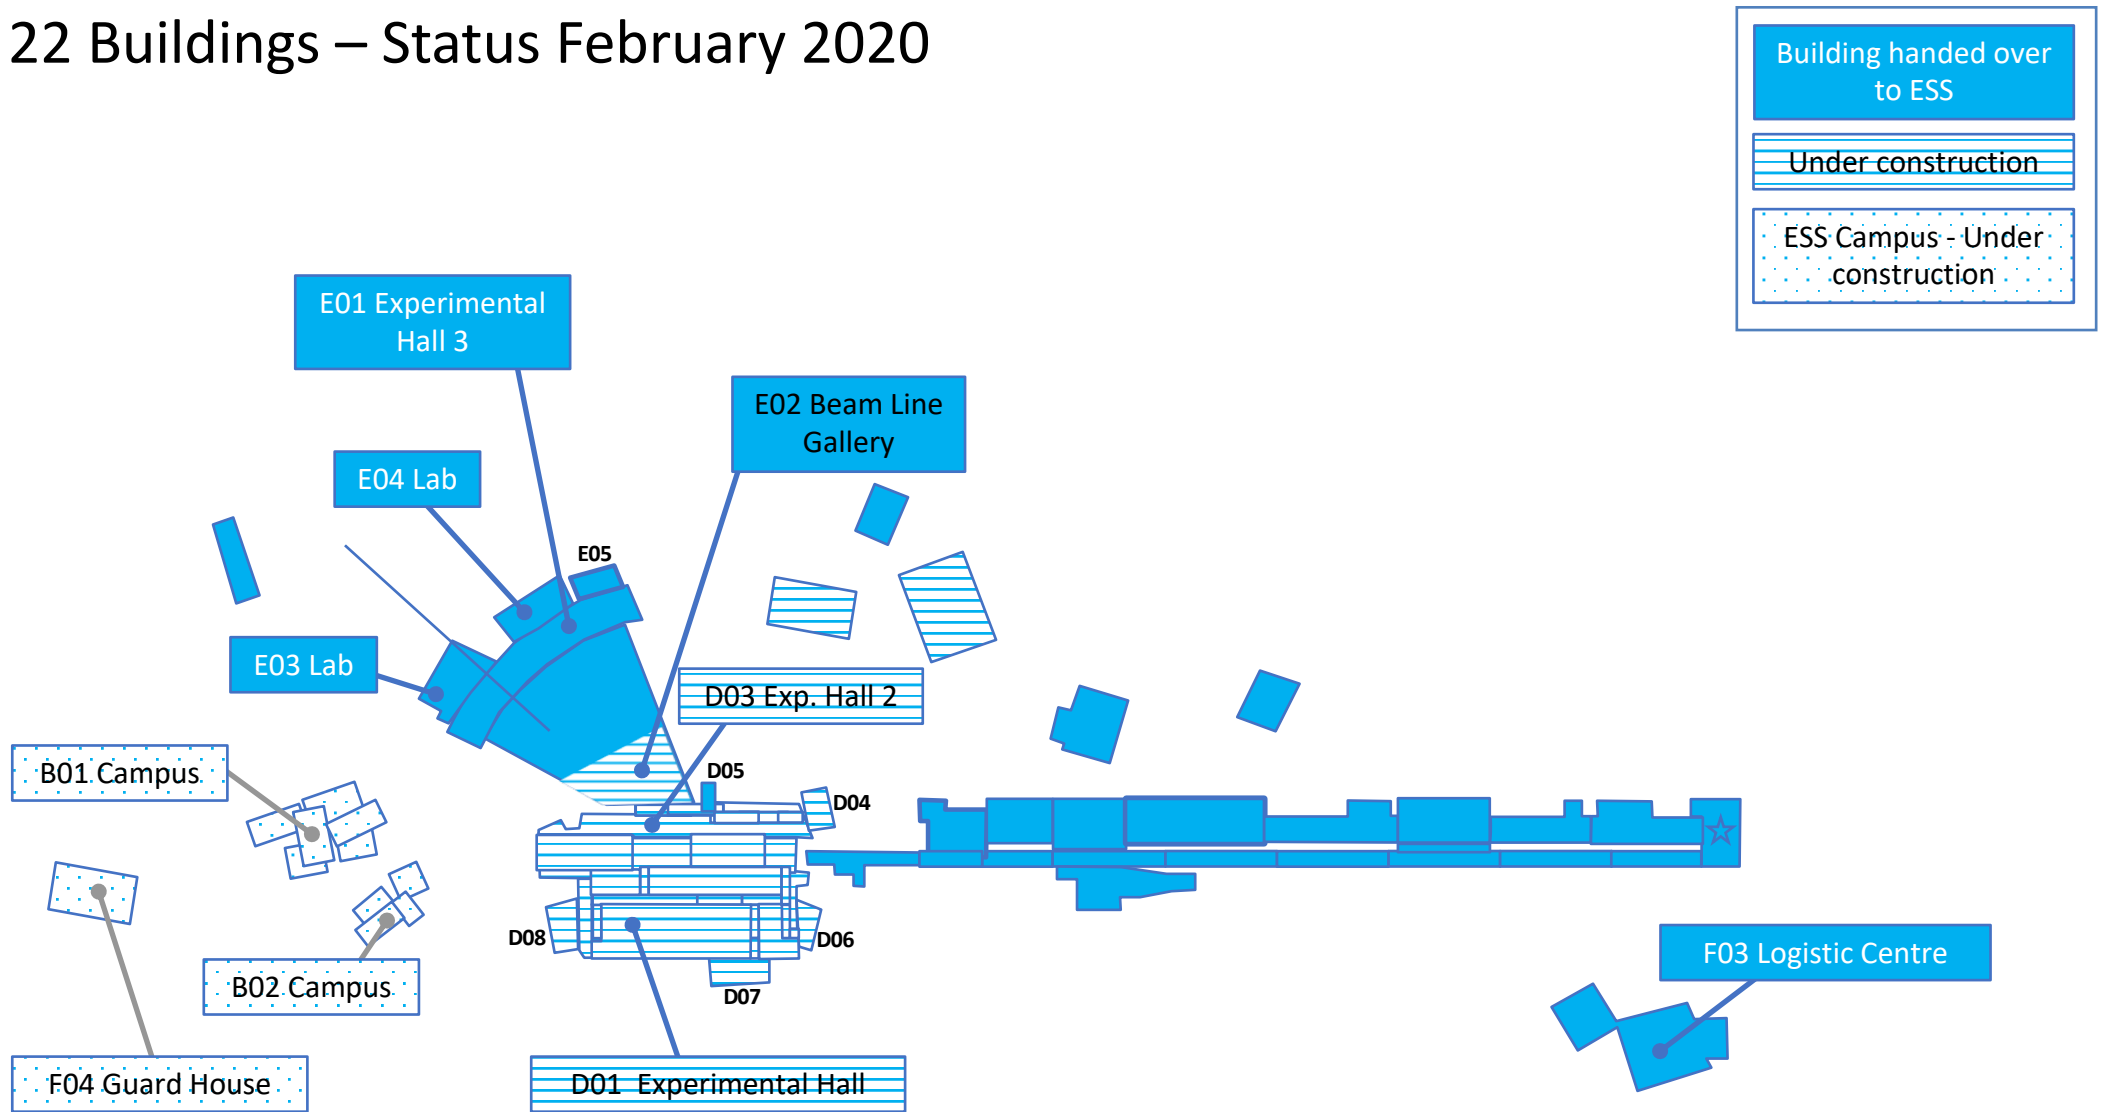 22 Buildings – Status February 2020
Building handed over
to ESS
Under construction
ESS Campus - Under
construction
E01 Experimental
Hall 3
E02 Beam Line
Gallery
E04 Lab
E05
E03 Lab
D03 Exp. Hall 2
B01 Campus
D05
D04
D08
D06
B02 Campus
D07
F03 Logistic Centre
F04 Guard House
D01 Experimental Hall